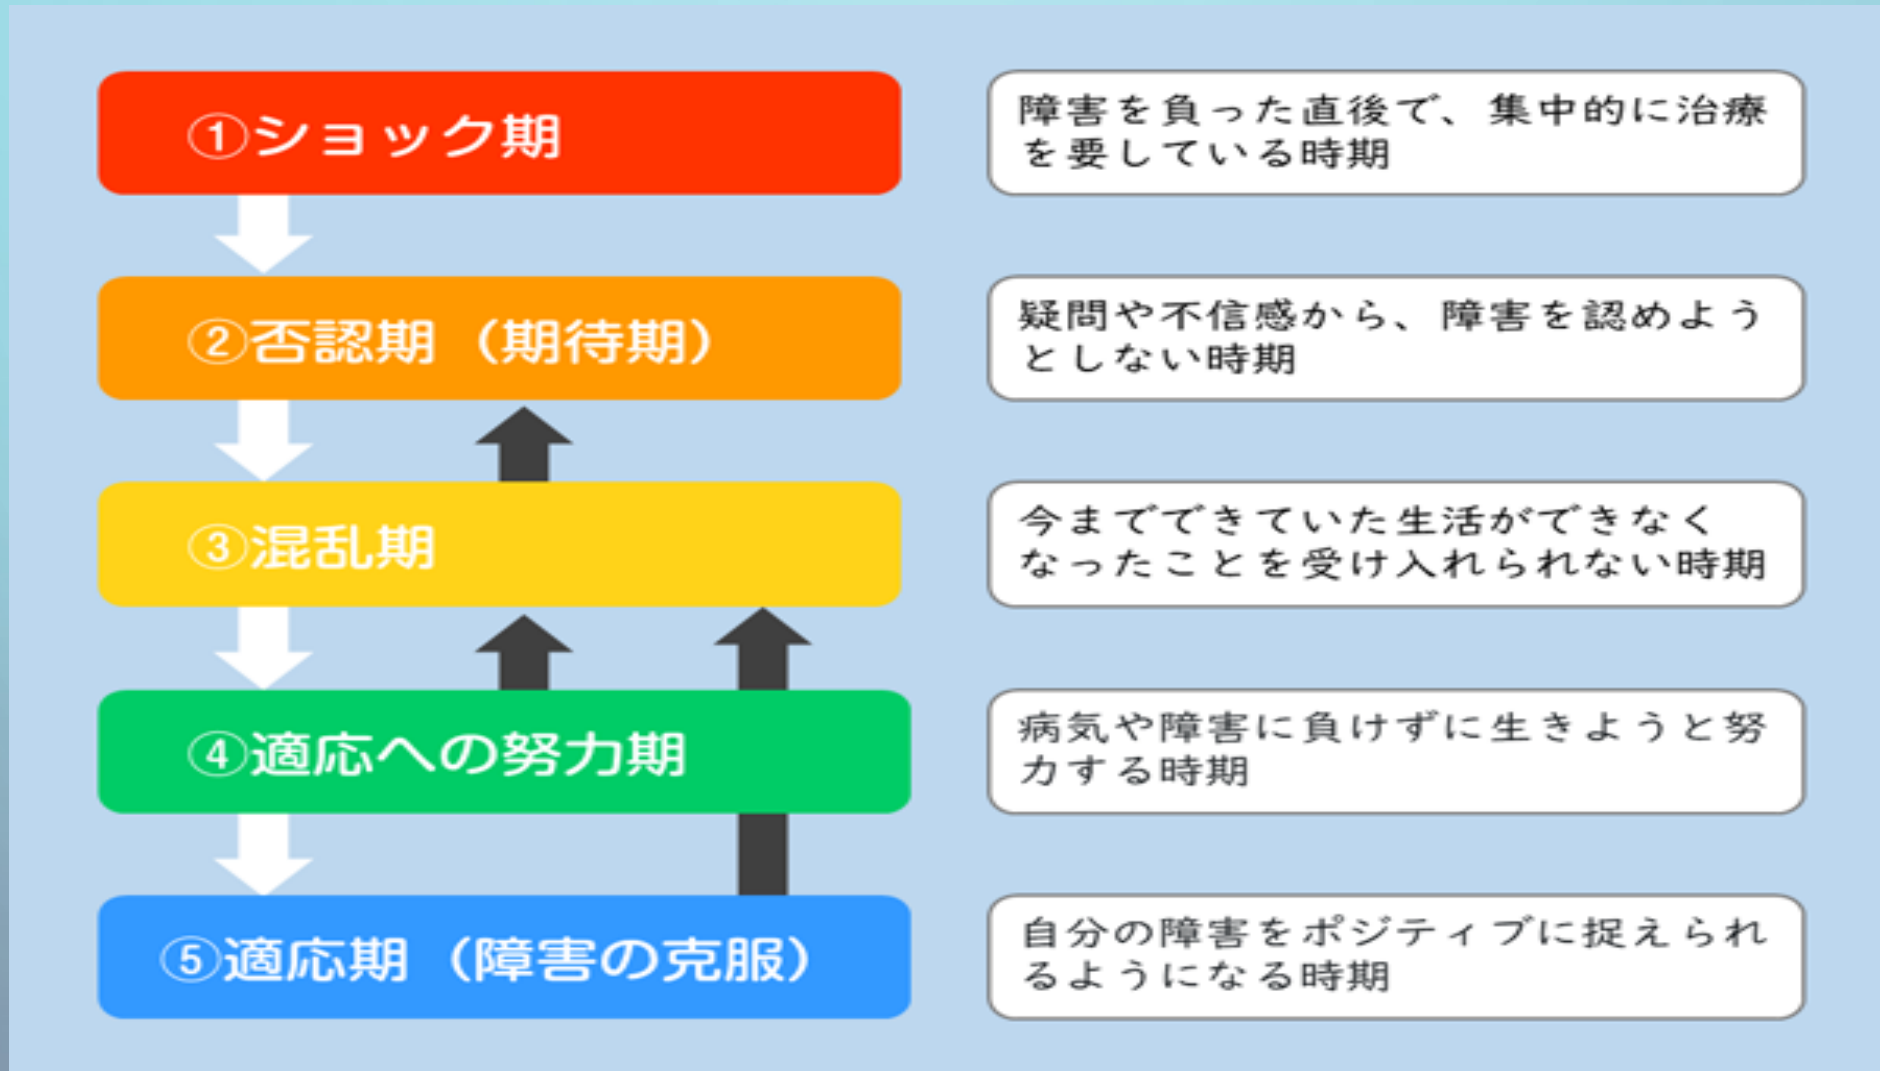 ①ショック期
障害を負った直後で、集中的に治療
を要している時期
②否認期（期待期）
疑問や不信感から、障害を認めよう
としない時期
③混乱期
今までできていた生活ができなく
なったことを受け入れられない時期
④適応への努力期
病気や障害に負けずに生きようと努
力する時期
⑤適応期（障害の克服）
自分の障害をポジティブに捉えられ
るようになる時期